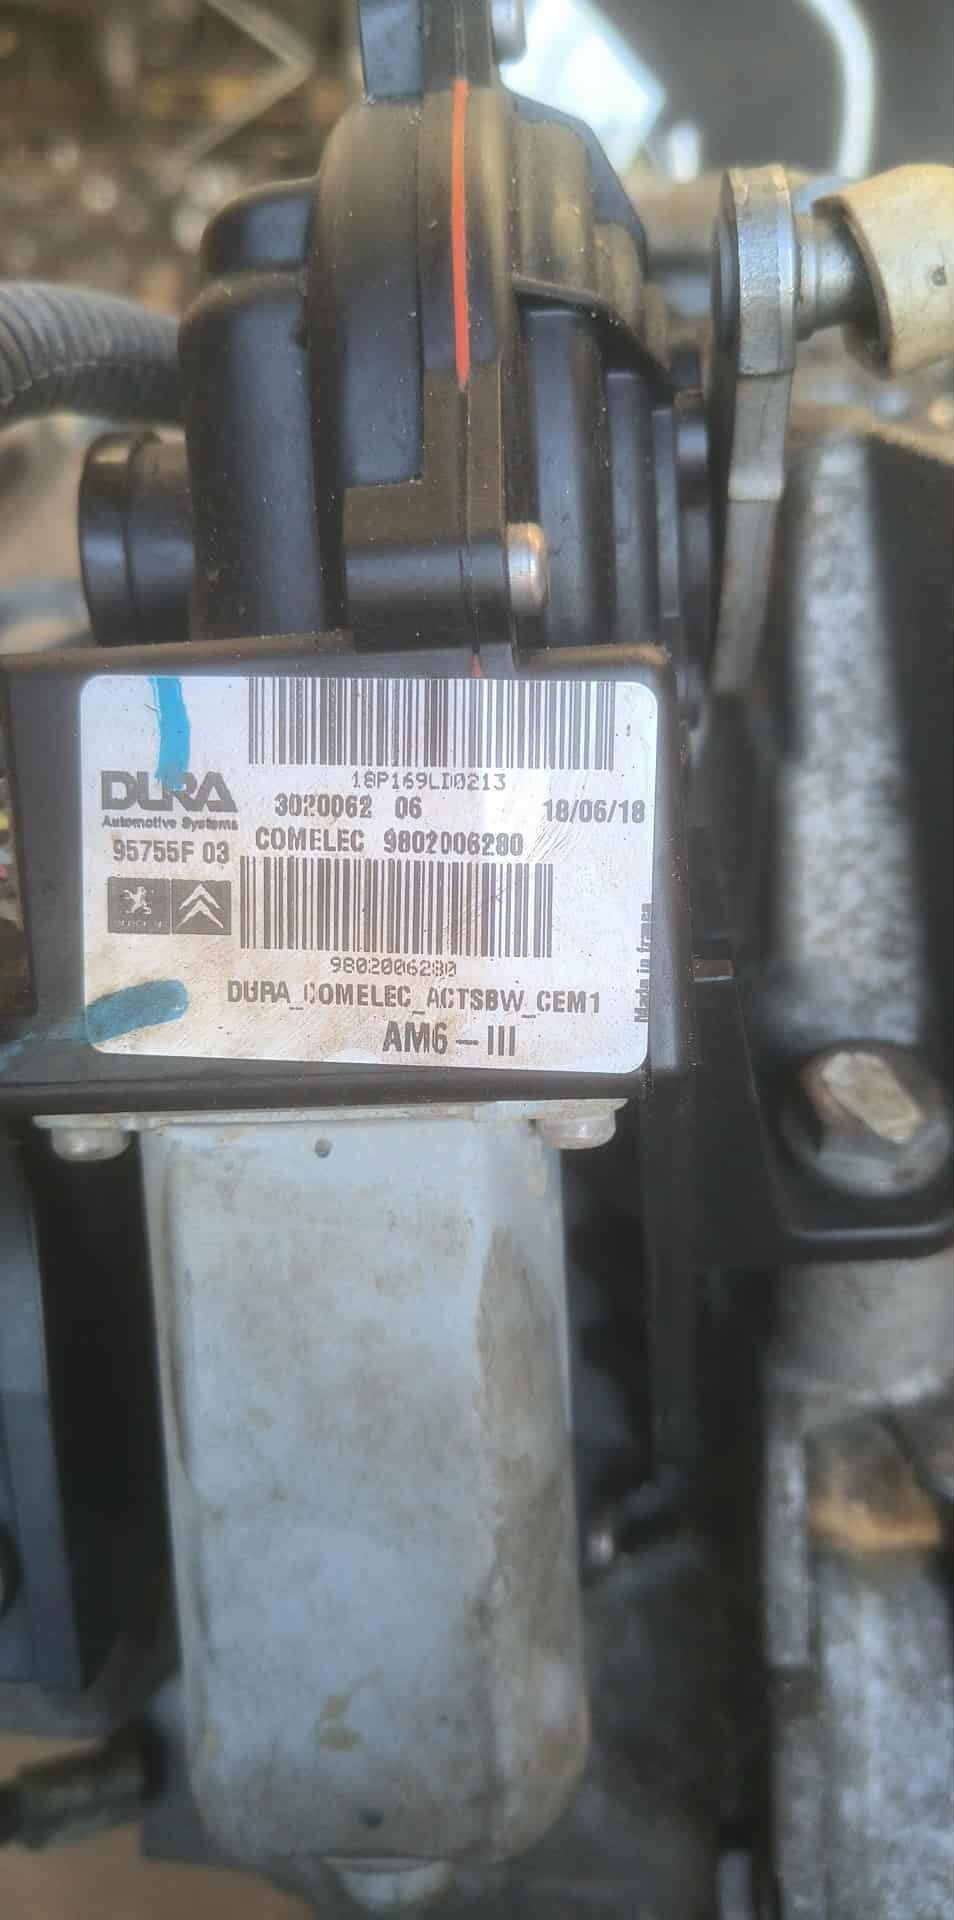 18P169LD0213
DURA
Automotive Systems
3020062 06 18/06/18
COMELEC 9802006280
95755F 03
9802006280
Made in france
DURA_COMELEC_ACTSBW_CEM1
AM6-III